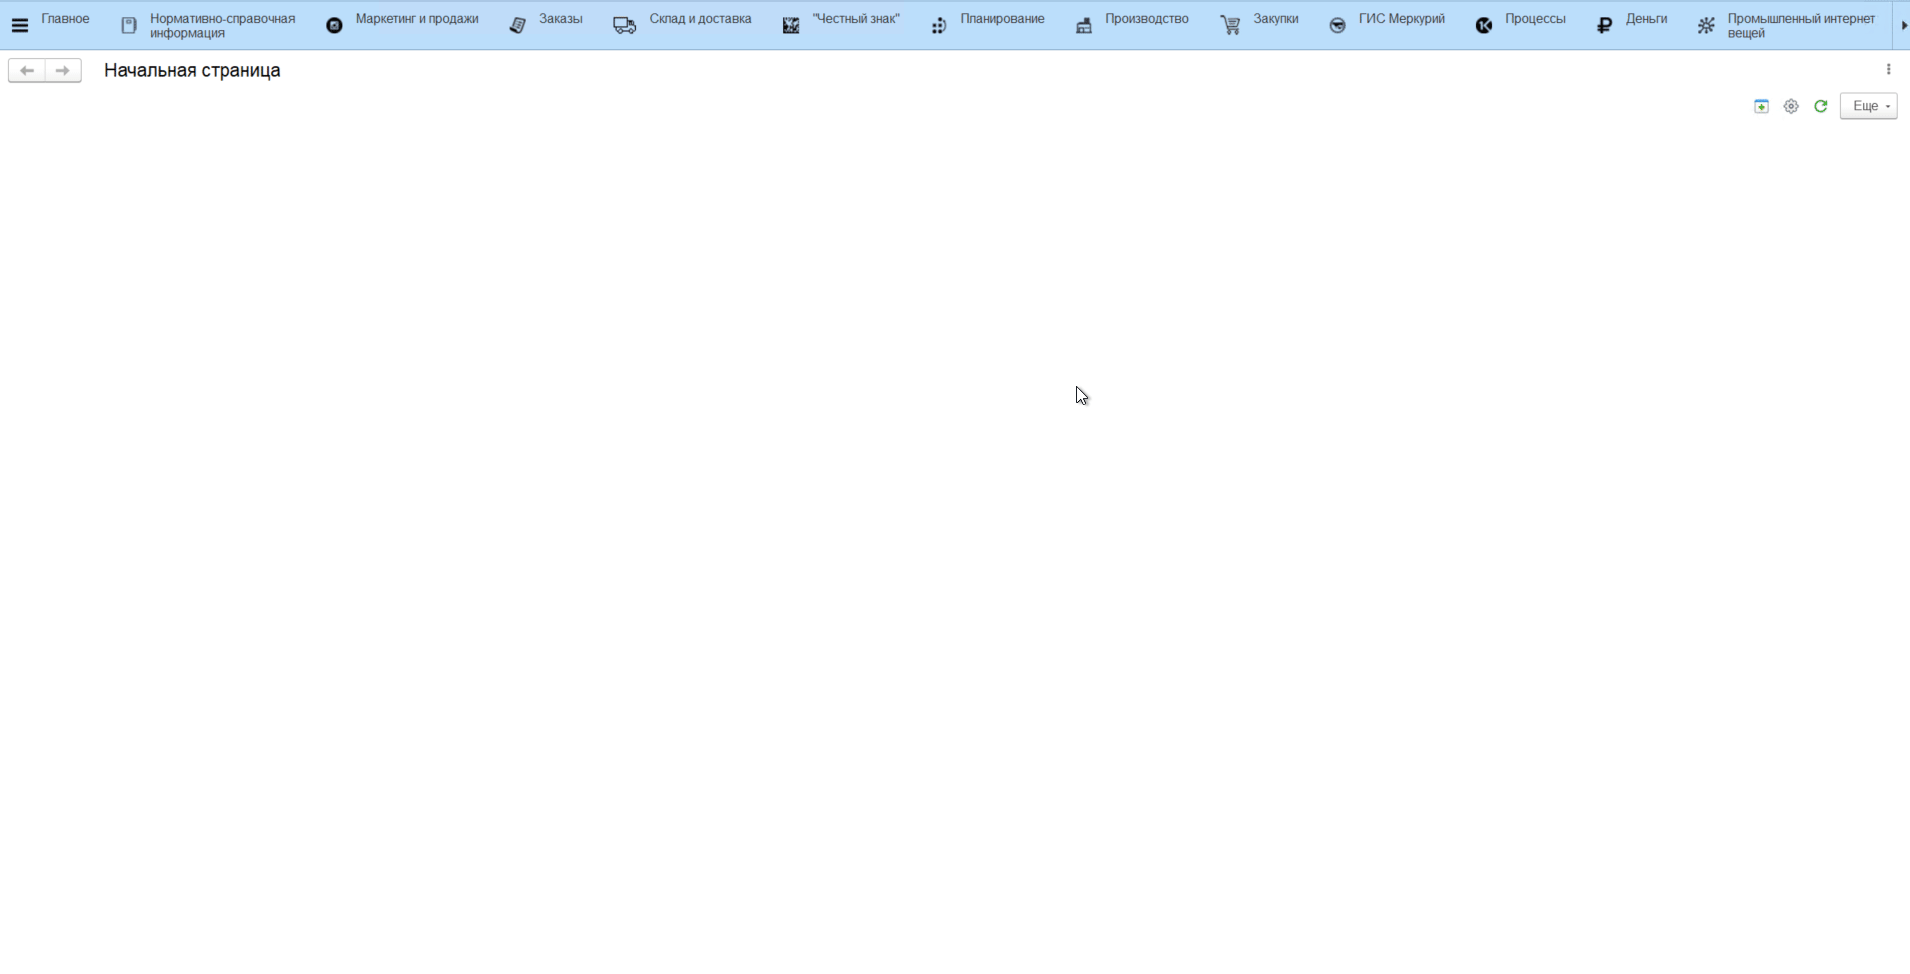 Главное
Нормативно-справочная
информация
Маркетинг и продажи
Заказы
Склад и доставка
"Честный знак"
Планирование
Производство
Закупки
ГИС Меркурий
Процессы
Деньги
Промышленный интернет
вещей
Начальная страница
Еще